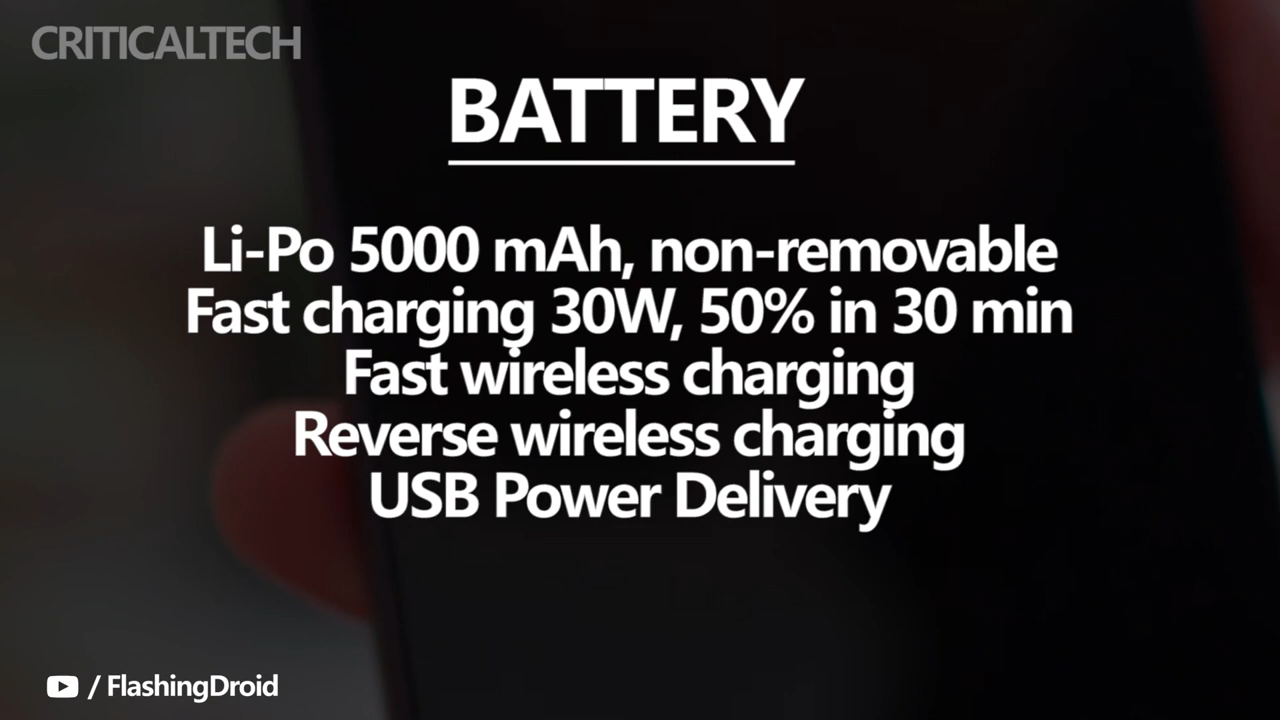 CRITICALTECH
BATTERY
Li-Po 5000 mAh, non-removable
Fast charging 30W, 50% in 30 min
Fast wireless charging
Reverse wireless charging
USB Power Delivery
/ FlashingDroid